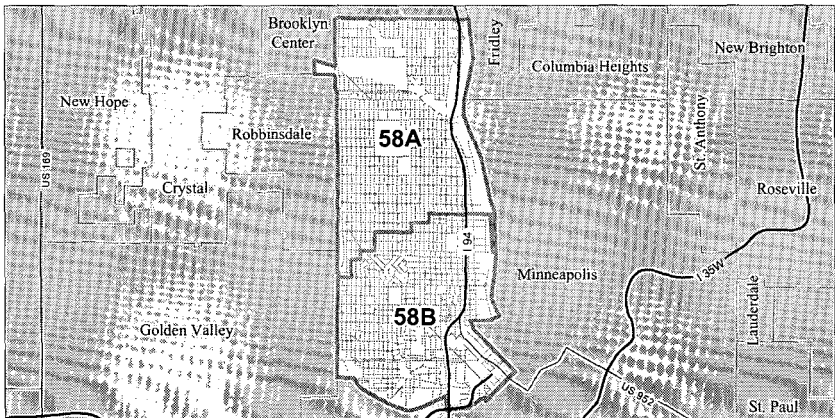 Brooklyn
Center
Fridley
New Brighton
Columbia Heights
New Hope
Robbinsdale
58A
St. Anthony
US 169
Crystal
Roseville
I 94
Minneapolis
I 35W
Golden Valley
58B
Lauderdale
US 952
St. Paul